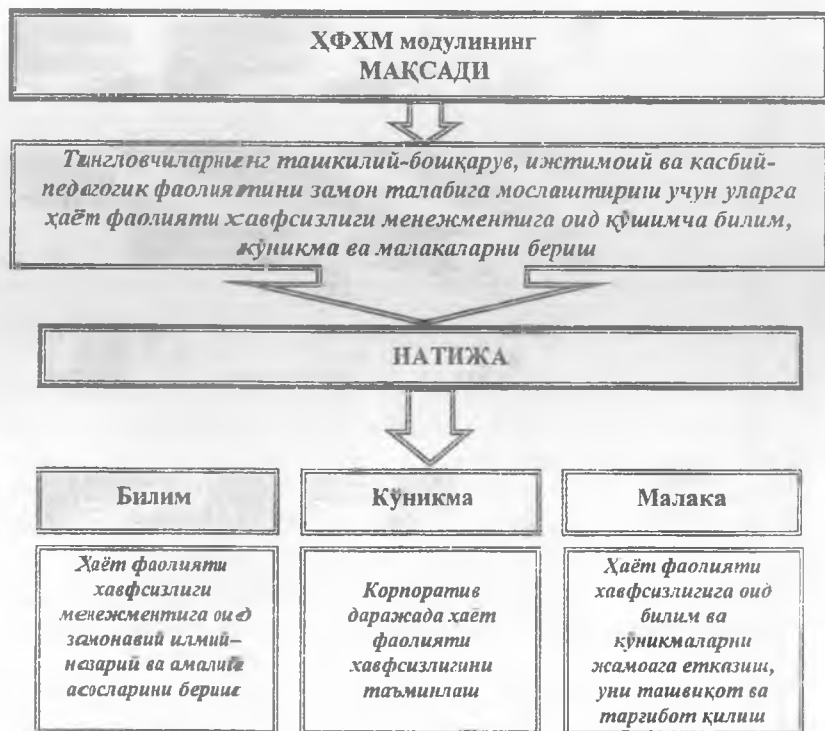 ҲФХМ модулининг
МАҚСАДИ
Тингловчиларнинг ташкилий-бошқарув, ижтимоий ва касбий-
педагогик фаолиятини замон талабига мослаштириш учун уларга
ҳаёт фаолияти хавфсизлиги менежментига оид қўшимча билим,
кўникма ва малакаларни бериш
НАТИЖА
Билим
Ҳаёт фаолияти
хавфсизлиги
менежментига оид
замонавий илмий–
назарий ва амалий
асосларини бериш
Кўникма
Корпоратив
даражада ҳаёт
фаолияти
хавфсизлигини
таъминлаш
Малака
Ҳаёт фаолияти
хавфсизлигига оид
билим ва
кўникмаларни
жамоага етказиш,
уни ташвиқот ва
тарғибот қилиш